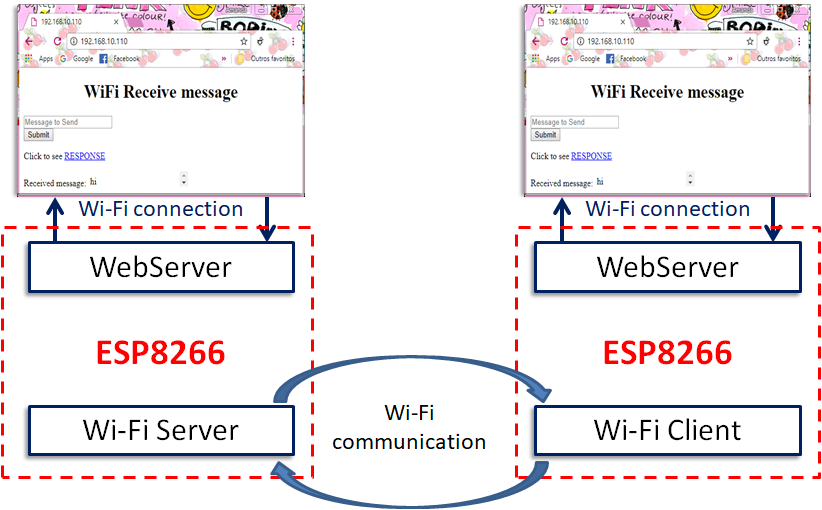 colour!
192.168.10.110
192.168.10.110
Apps Google Facebook » Outros favoritos
WiFi Receive message
Message to Send
Submit
Click to see RESPONSE
Received message: hi
Wi-Fi connection
WebServer
ESP8266
Wi-Fi Server
colour!
192.168.10.110
192.168.10.110
Apps Google Facebook » Outros favoritos
WiFi Receive message
Message to Send
Submit
Click to see RESPONSE
Received message: hi
Wi-Fi connection
WebServer
ESP8266
Wi-Fi Client
Wi-Fi
communication